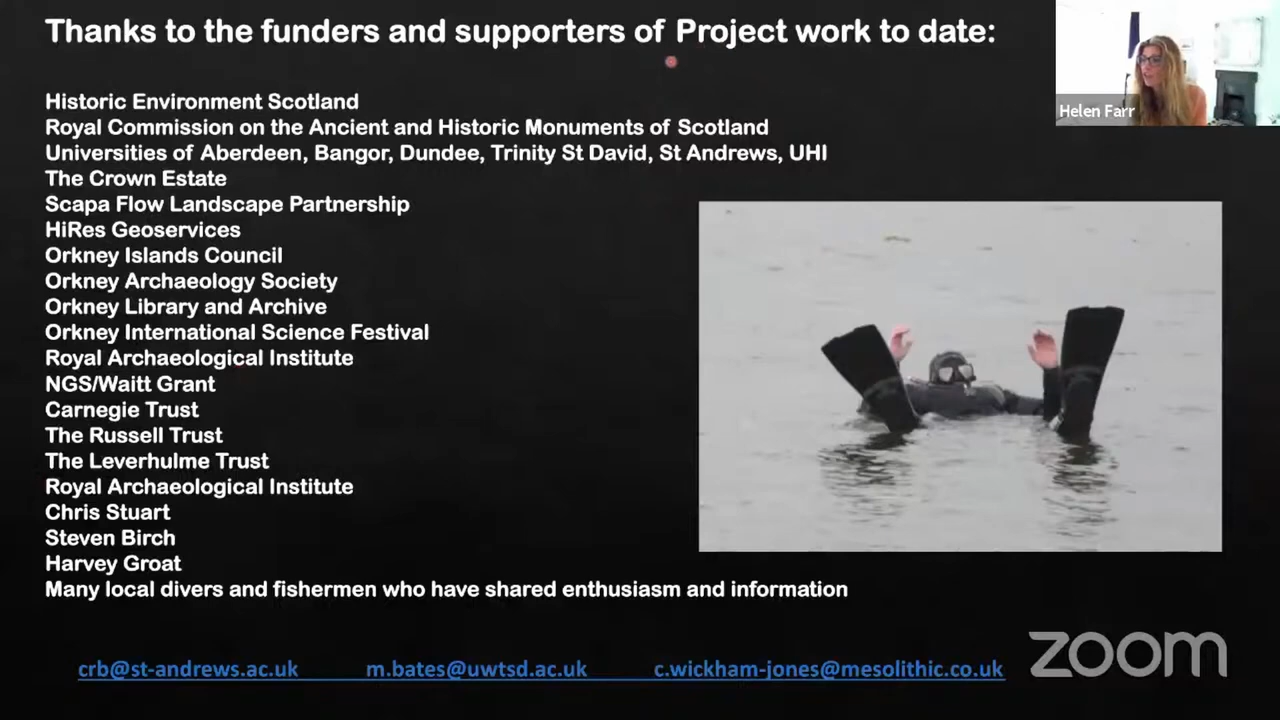 Thanks to the funders and supporters of Project work to date:
Helen Farr
Historic Environment Scotland
Royal Commission on the Ancient and Historic Monuments of Scotland
Universities of Aberdeen, Bangor, Dundee, Trinity St David, St Andrews, UHI
The Crown Estate
Scapa Flow Landscape Partnership
HiRes Geoservices
Orkney Islands Council
Orkney Archaeology Society
Orkney Library and Archive
Orkney International Science Festival
Royal Archaeological Institute
NGS/Waitt Grant
Carnegie Trust
The Russell Trust
The Leverhulme Trust
Royal Archaeological Institute
Chris Stuart
Steven Birch
Harvey Groat
Many local divers and fishermen who have shared enthusiasm and information
crb@st-andrews.ac.uk m.bates@uwtsd.ac.uk c.wickham-jones@mesolithic.co.uk
zoom